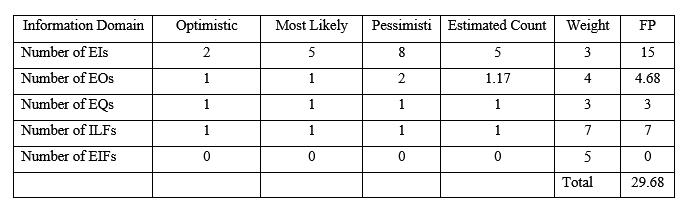 Information Domain Optimistic Most Likely Pessimisti Estimated Count Weight FP
Number of EIs 2 5 8 5 3 15
Number of EOs 1 1 2 1.17 4 4.68
Number of EQs 1 1 1 1 3 3
Number of ILFs 1 1 1 1 7 7
Number of EIFs 0 0 0 0 5 0
Total 29.68